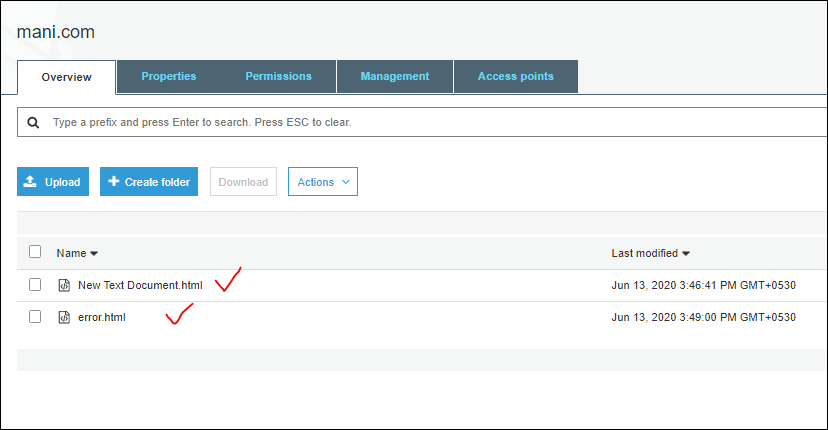 mani.com
Overview Properties Permissions Management Access points
Type a prefix and press Enter to search. Press ESC to clear.
Upload Create folder Download Actions
Name Last modified
New Text Document.html Jun 13, 2020 3:46:41 PM GMT+0530
error.html Jun 13, 2020 3:49:00 PM GMT+0530